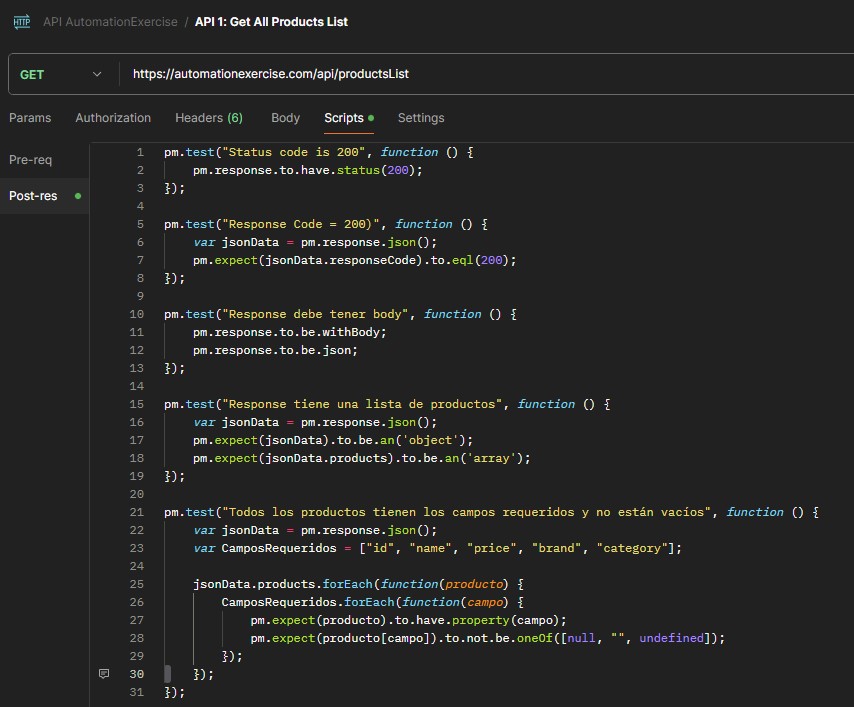 HTTP API AutomationExercise / API 1: Get All Products List
GET https://automationexercise.com/api/productsList
Params Authorization Headers (6) Body Scripts Settings
Pre-req
Post-res
1 pm.test("Status code is 200", function () {
2 pm.response.to.have.status(200);
3 });
4
5 pm.test("Response Code = 200)", function () {
6 var jsonData = pm.response.json();
7 pm.expect(jsonData.responseCode).to.eql(200);
8 });
9
10 pm.test("Response debe tener body", function () {
11 pm.response.to.be.withBody;
12 pm.response.to.be.json;
13 });
14
15 pm.test("Response tiene una lista de productos", function () {
16 var jsonData = pm.response.json();
17 pm.expect(jsonData).to.be.an('object');
18 pm.expect(jsonData.products).to.be.an('array');
19 });
20
21 pm.test("Todos los productos tienen los campos requeridos y no están vacíos", function () {
22 var jsonData = pm.response.json();
23 var CamposRequeridos = ["id", "name", "price", "brand", "category"];
24
25 jsonData.products.forEach(function(producto) {
26 CamposRequeridos.forEach(function(campo) {
27 pm.expect(producto).to.have.property(campo);
28 pm.expect(producto[campo]).to.not.be.oneOf([null, "", undefined]);
29 });
30 });
31 });